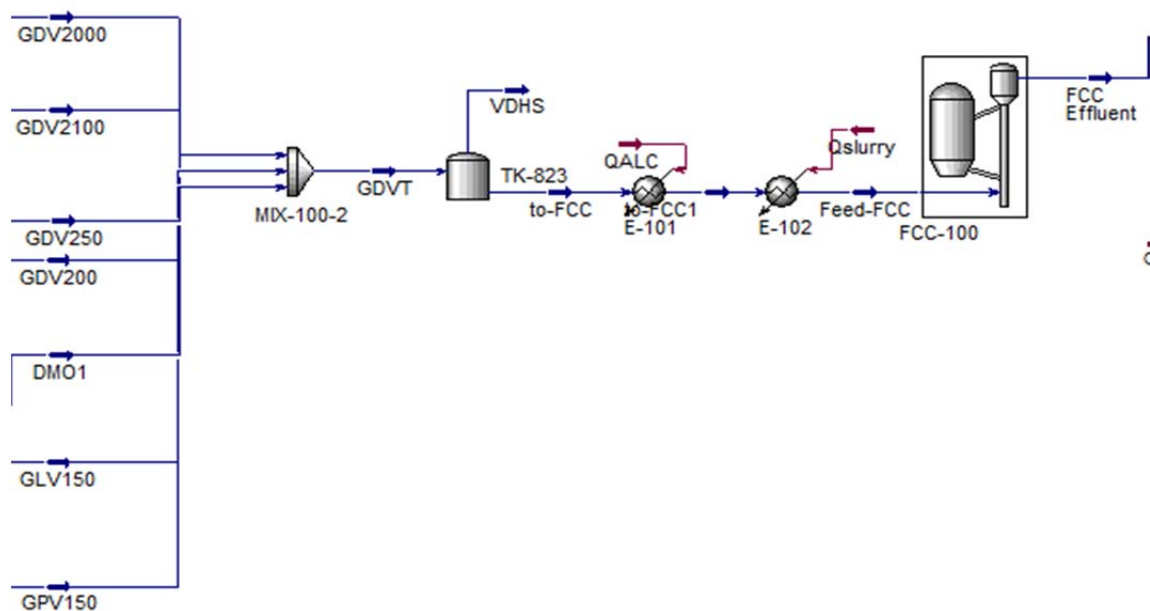 GDV2000
GDV2100
GDV250
GDV200
DMO1
GLV150
GPV150
MIX-100-2
GDVT
VDHS
TK-823
to-FCC
QALC
to-FCC1
E-101
Qslurry
E-102
Feed-FCC
FCC-100
FCC
Effluent